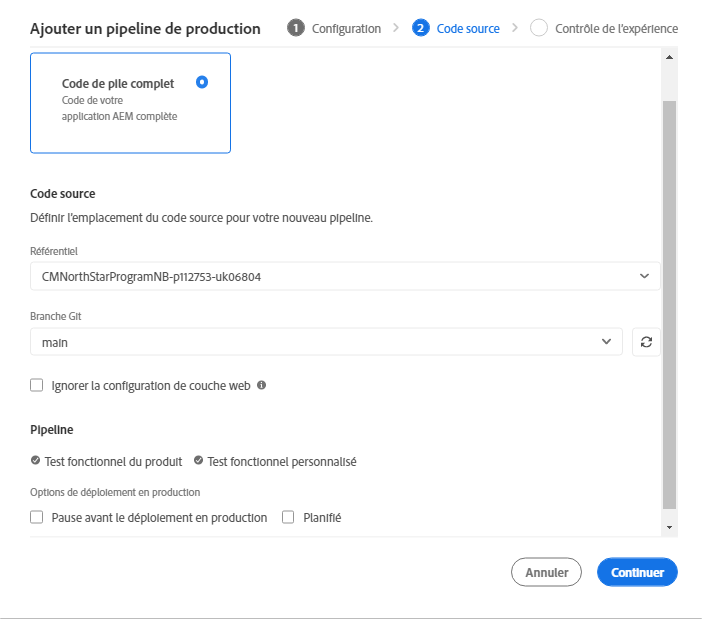 Ajouter un pipeline de production 1 Configuration > 2 Code source > Contrôle de l'expérience
Code de pile complet
Code de votre
application AEM complète
Code source
Définir l'emplacement du code source pour votre nouveau pipeline.
Référentiel
CMNorthStarProgramNB-p112753-uk06804
Branche Git
main
Ignorer la configuration de couche web
Pipeline
Test fonctionnel du produit Test fonctionnel personnalisé
Options de déploiement en production
Pause avant le déploiement en production Planifié
Annuler Continuer